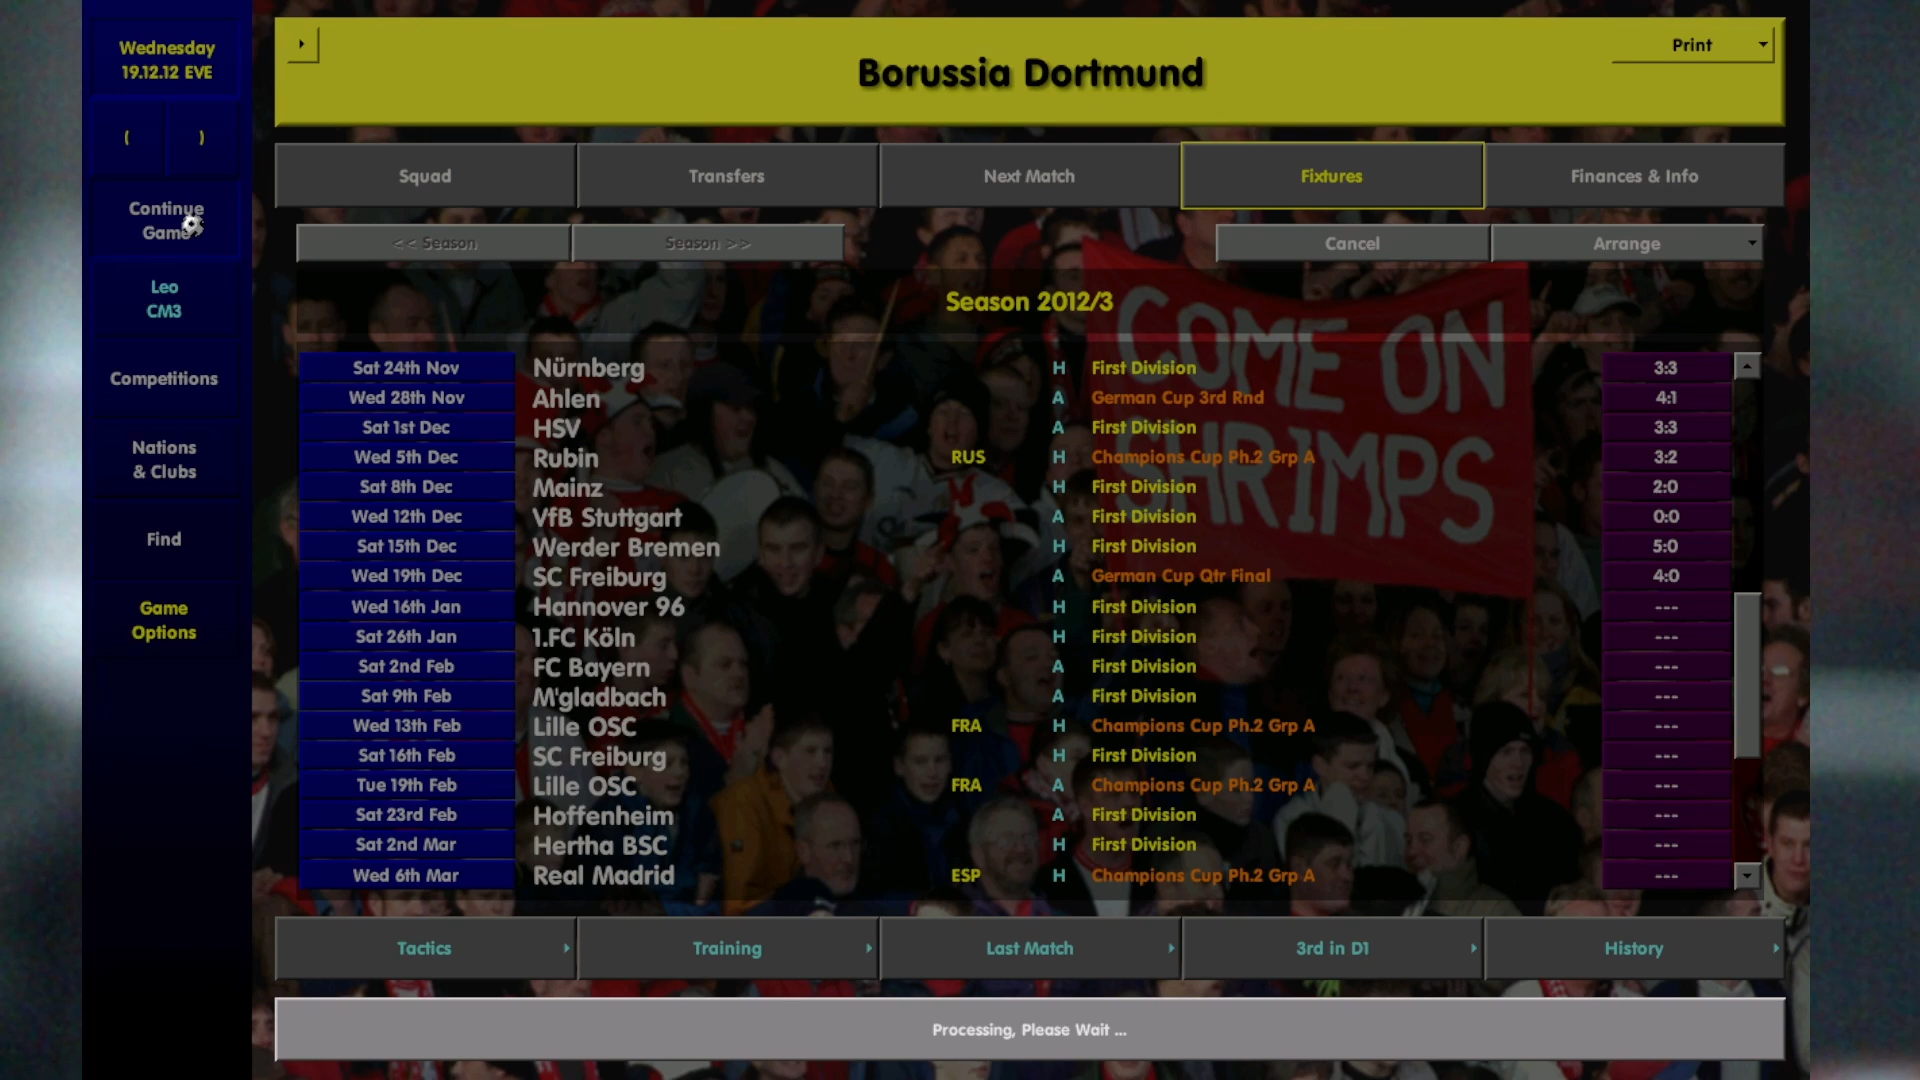 Wednesday
19.12.12 EVE
Continue
Game
Leo
CM3
Competitions
Nations
& Clubs
Find
Game
Options
Borussia Dortmund
Print
Squad
Transfers
Next Match
Fixtures
Finances & Info
<< Season
Season >>
Cancel
Arrange
Season 2012/3
COME ON
SHRIMPS
Sat 24th Nov Nürnberg H First Division 3:3
Wed 28th Nov Ahlen A German Cup 3rd Rnd 4:1
Sat 1st Dec HSV A First Division 3:3
Wed 5th Dec Rubin RUS H Champions Cup Ph.2 Grp A 3:2
Sat 8th Dec Mainz H First Division 2:0
Wed 12th Dec VfB Stuttgart A First Division 0:0
Sat 15th Dec Werder Bremen H First Division 5:0
Wed 19th Dec SC Freiburg A German Cup Qtr Final 4:0
Wed 16th Jan Hannover 96 H First Division ---
Sat 26th Jan 1.FC Köln H First Division ---
Sat 2nd Feb FC Bayern A First Division ---
Sat 9th Feb M'gladbach A First Division ---
Wed 13th Feb Lille OSC FRA H Champions Cup Ph.2 Grp A ---
Sat 16th Feb SC Freiburg H First Division ---
Tue 19th Feb Lille OSC FRA A Champions Cup Ph.2 Grp A ---
Sat 23rd Feb Hoffenheim A First Division ---
Sat 2nd Mar Hertha BSC H First Division ---
Wed 6th Mar Real Madrid ESP H Champions Cup Ph.2 Grp A ---
Tactics
Training
Last Match
3rd in D1
History
Processing, Please Wait ...